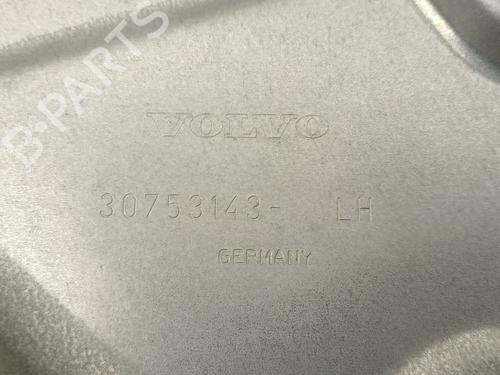 B-PARTS
VOLVO
30753143- LH
GERMANY